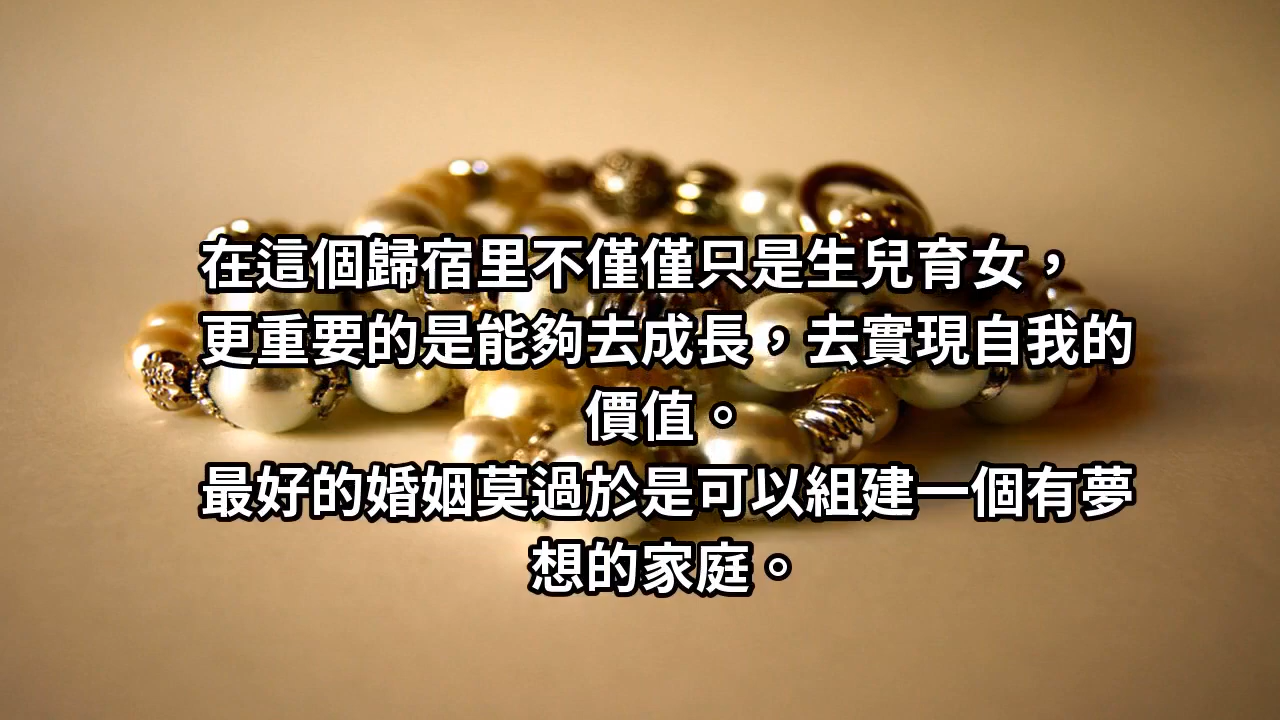 在這個歸宿里不僅僅只是生兒育女，
更重要的是能夠去成長，去實現自我的
價值。
最好的婚姻莫過於是可以組建一個有夢
想的家庭。